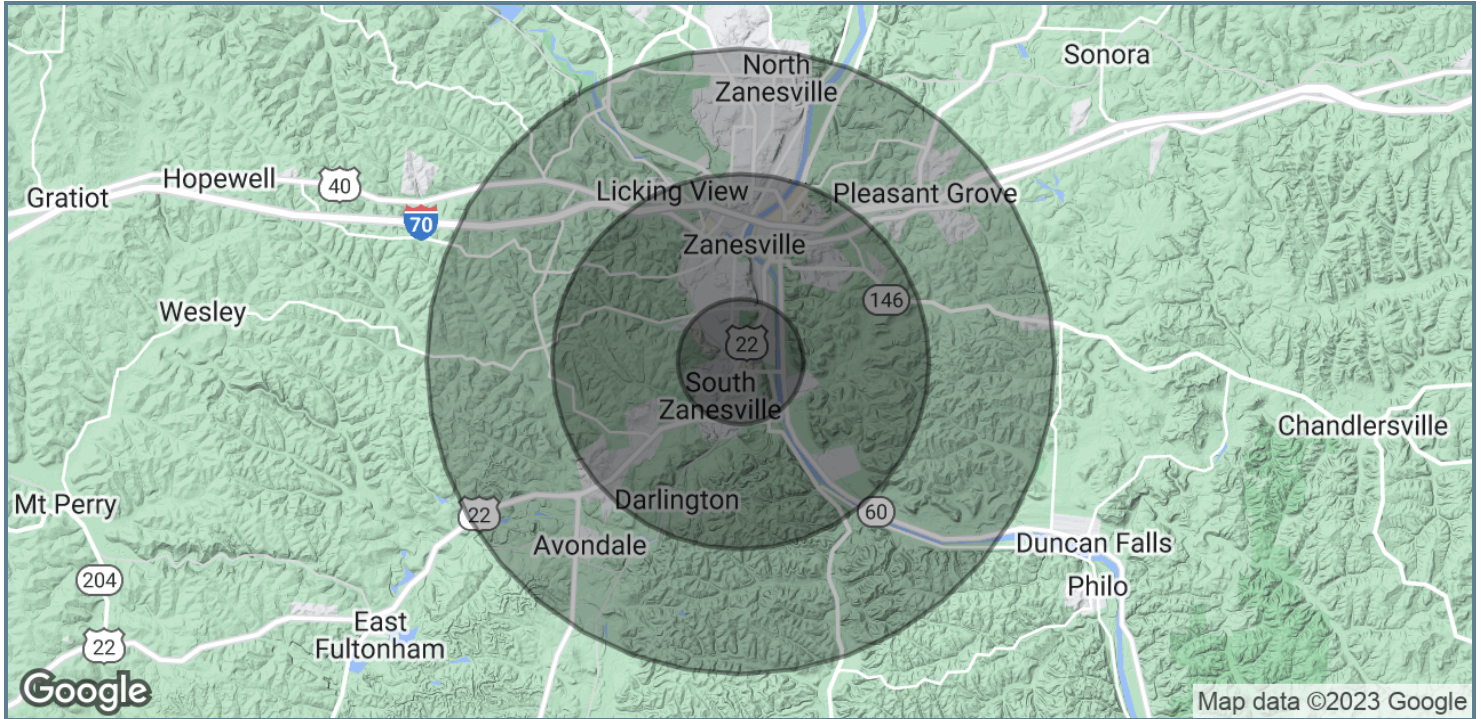 North
Zanesville
Sonora
Hopewell
40
Licking View
Pleasant Grove
Gratiot
70
Zanesville
146
Wesley
22
South
Zanesville
Chandlersville
Mt Perry
22
Darlington
60
Avondale
Duncan Falls
204
Philo
East
Fultonham
22
Google
Map data ©2023 Google